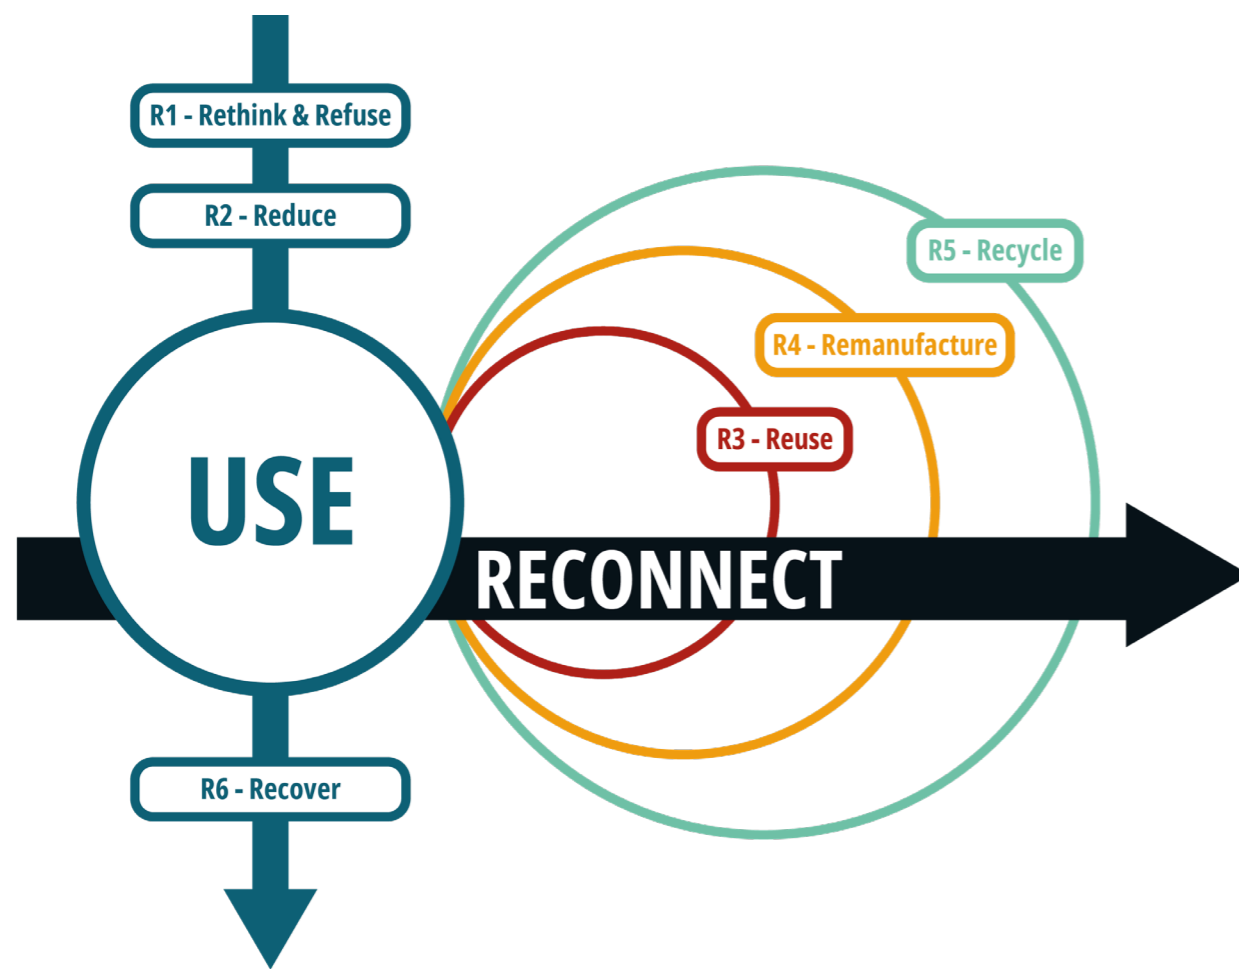 R1 - Rethink & Refuse
R2 - Reduce
R5 - Recycle
R4 - Remanufacture
R3 - Reuse
USE
RECONNECT
R6 - Recover